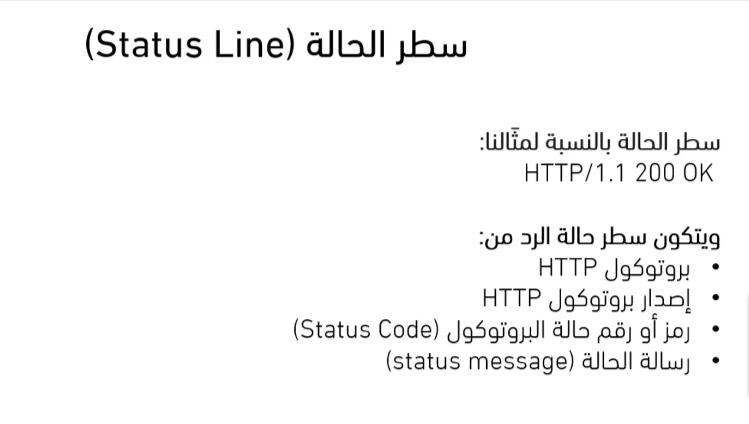 سطر الحالة (Status Line)
سطر الحالة بالنسبة لمثّالنا:
HTTP/1.1 200 OK
ويتكون سطر حالة الرد من:
• بروتوكول HTTP
• إصدار بروتوكول HTTP
• رمز أو رقم حالة البروتوكول (Status Code)
• رسالة الحالة (status message)